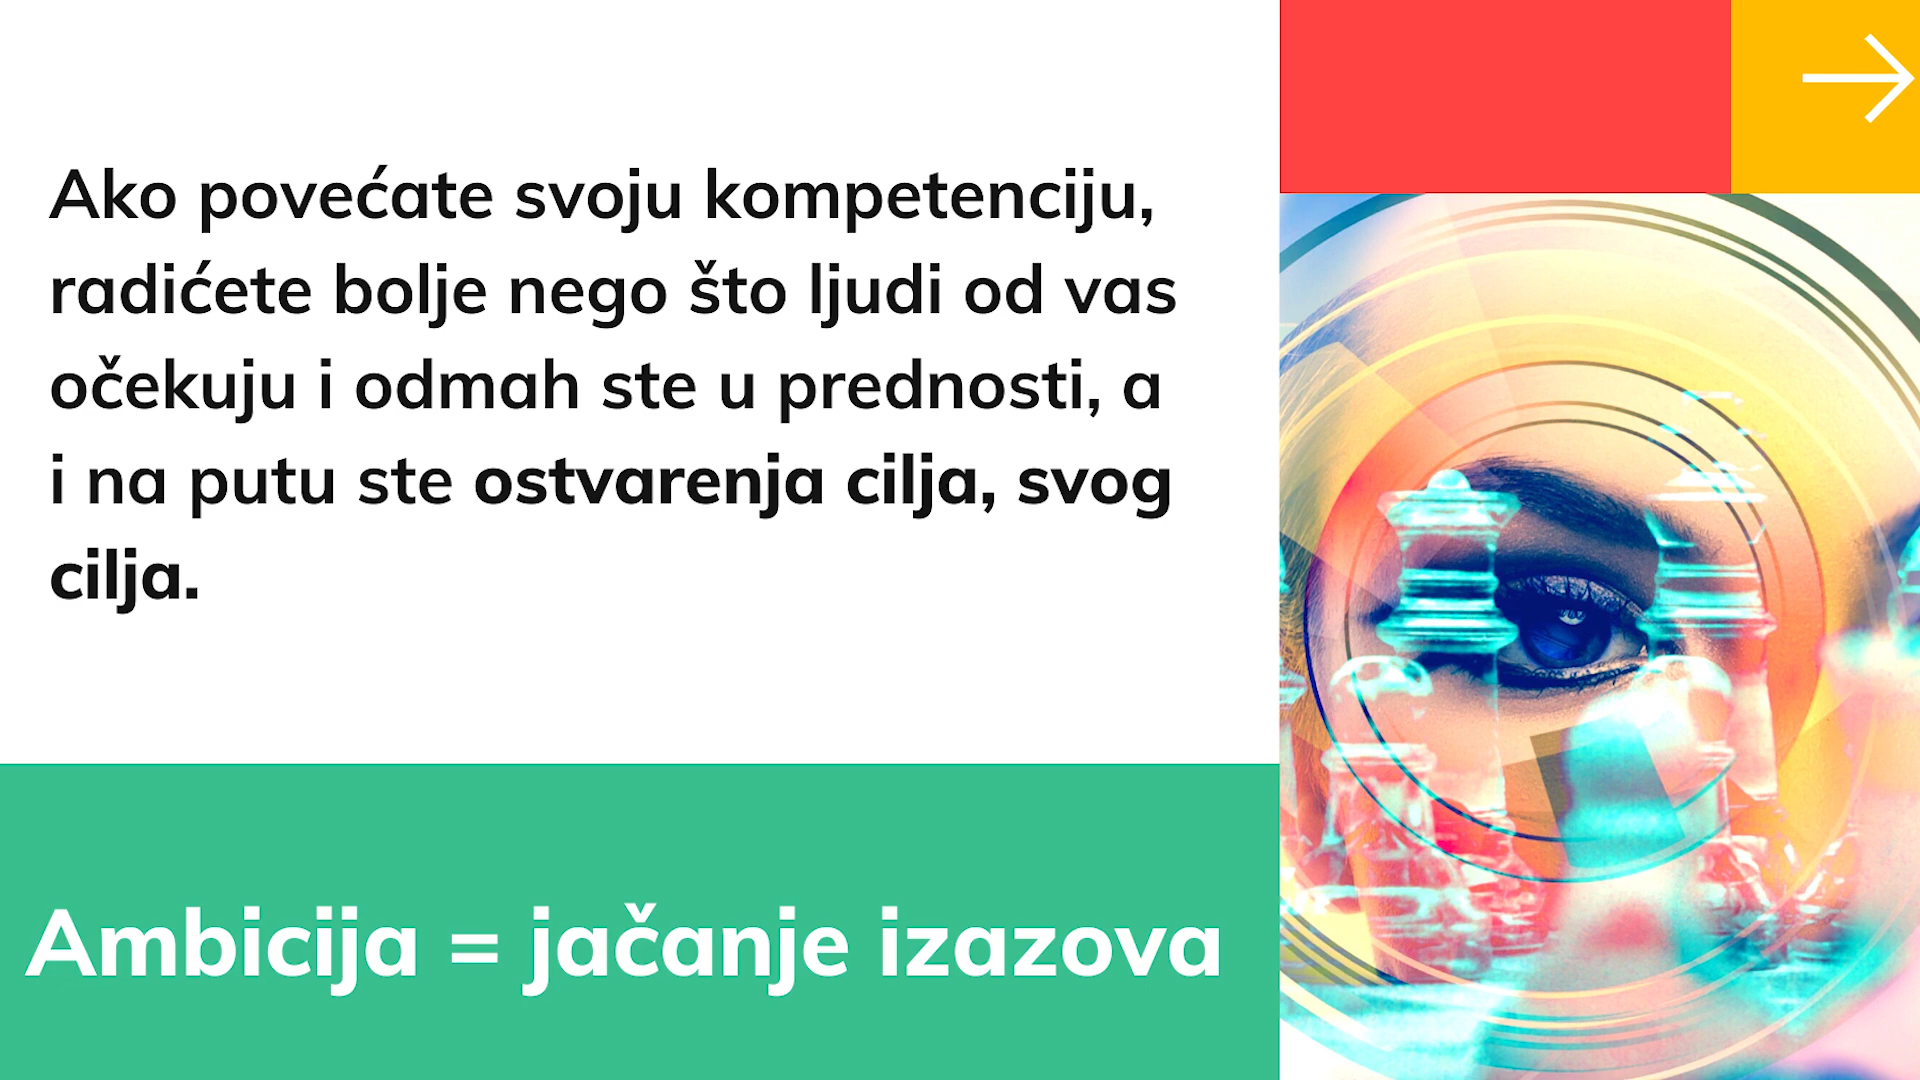 Ako povećate svoju kompetenciju,
radićete bolje nego što ljudi od vas
očekuju i odmah ste u prednosti, a
i na putu ste ostvarenja cilja, svog
cilja.
Ambicija = jačanje izazova